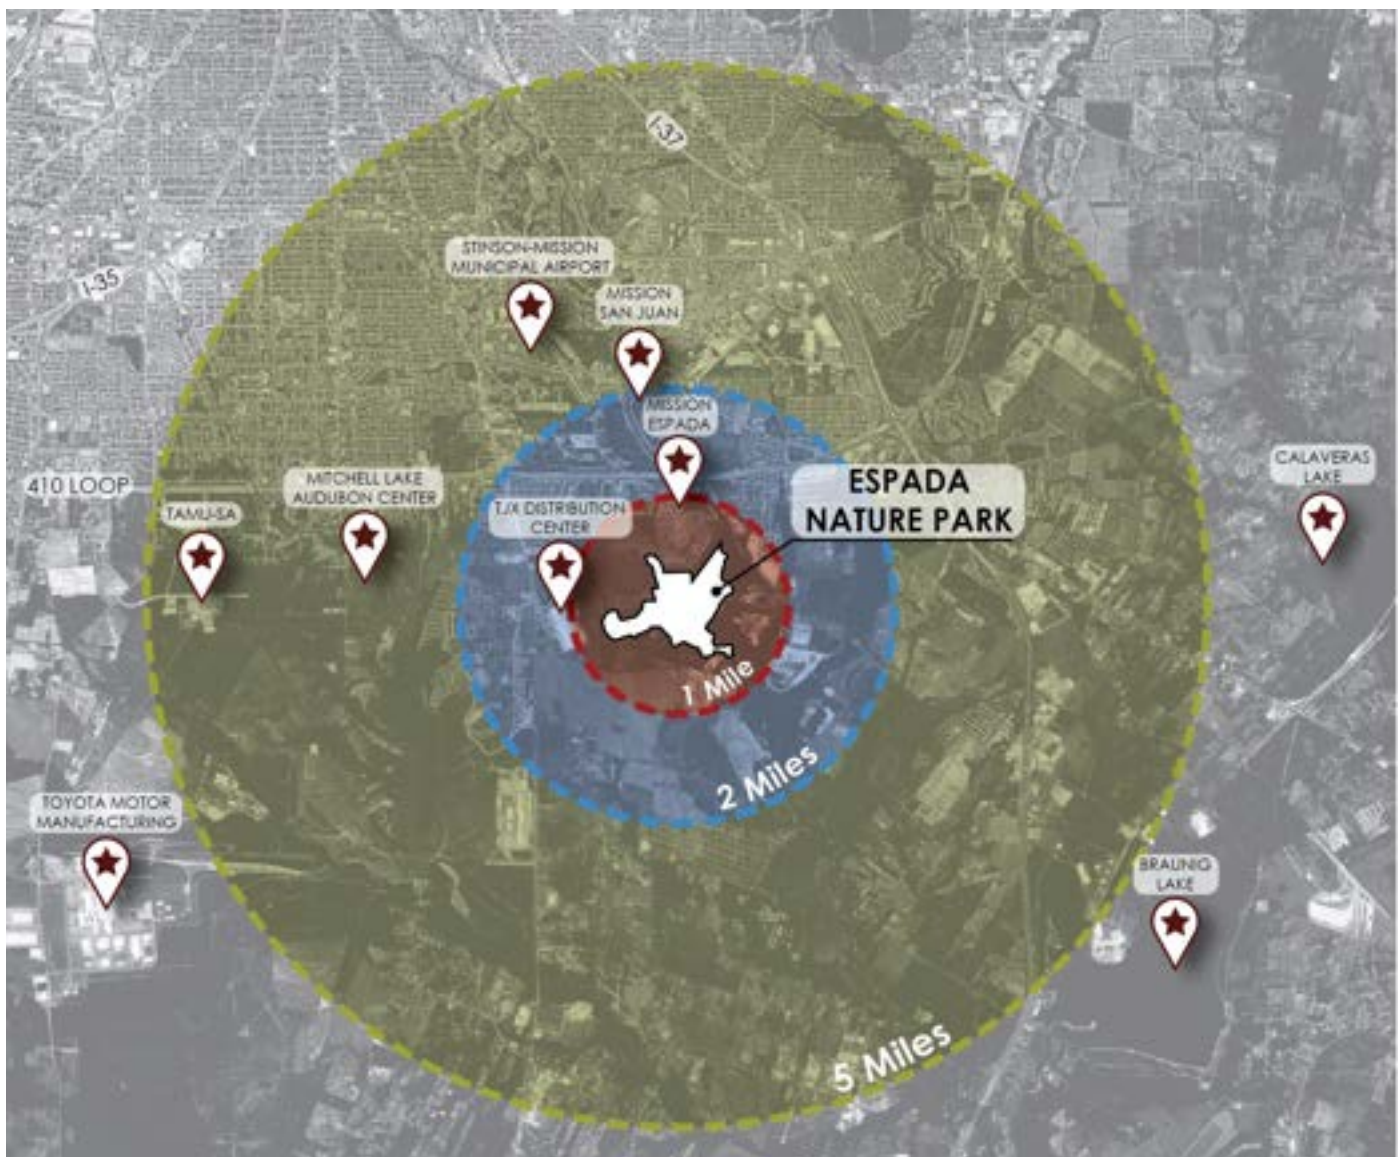 I-37
STINSON-MISSION
MUNICIPAL AIRPORT
I-35
MISSION
SAN JUAN
MISSION
ESPADA
410 LOOP
MITCHELL LAKE
AUDUBON CENTER
ESPADA
NATURE PARK
CALAVERAS
LAKE
TAMU-SA
TJX DISTRIBUTION
CENTER
1 Mile
2 Miles
TOYOTA MOTOR
MANUFACTURING
BRAUNIG
LAKE
5 Miles